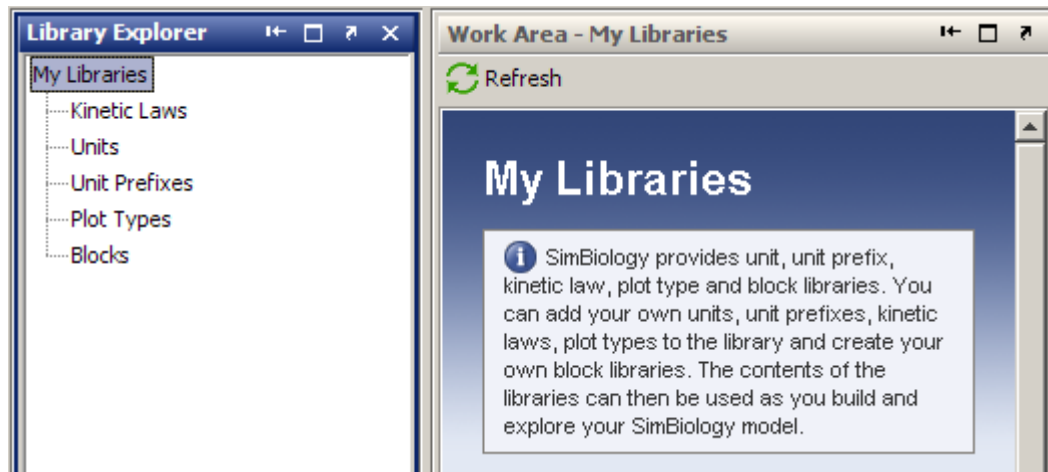 Library Explorer
My Libraries
Kinetic Laws
Units
Unit Prefixes
Plot Types
Blocks
Work Area - My Libraries
Refresh
My Libraries
SimBiology provides unit, unit prefix,
kinetic law, plot type and block libraries. You
can add your own units, unit prefixes, kinetic
laws, plot types to the library and create your
own block libraries. The contents of the
libraries can then be used as you build and
explore your SimBiology model.